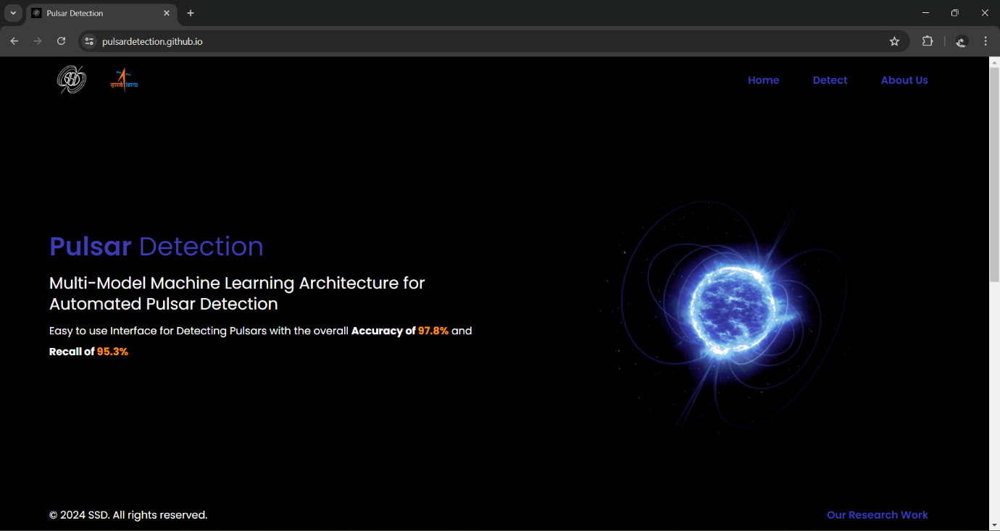 Pulsar Detection
pulsardetection.github.io
SSD
इसरो isro
Home Detect About Us
Pulsar Detection
Multi-Model Machine Learning Architecture for
Automated Pulsar Detection
Easy to use Interface for Detecting Pulsars with the overall Accuracy of 97.8% and
Recall of 95.3%
© 2024 SSD. All rights reserved.
Our Research Work